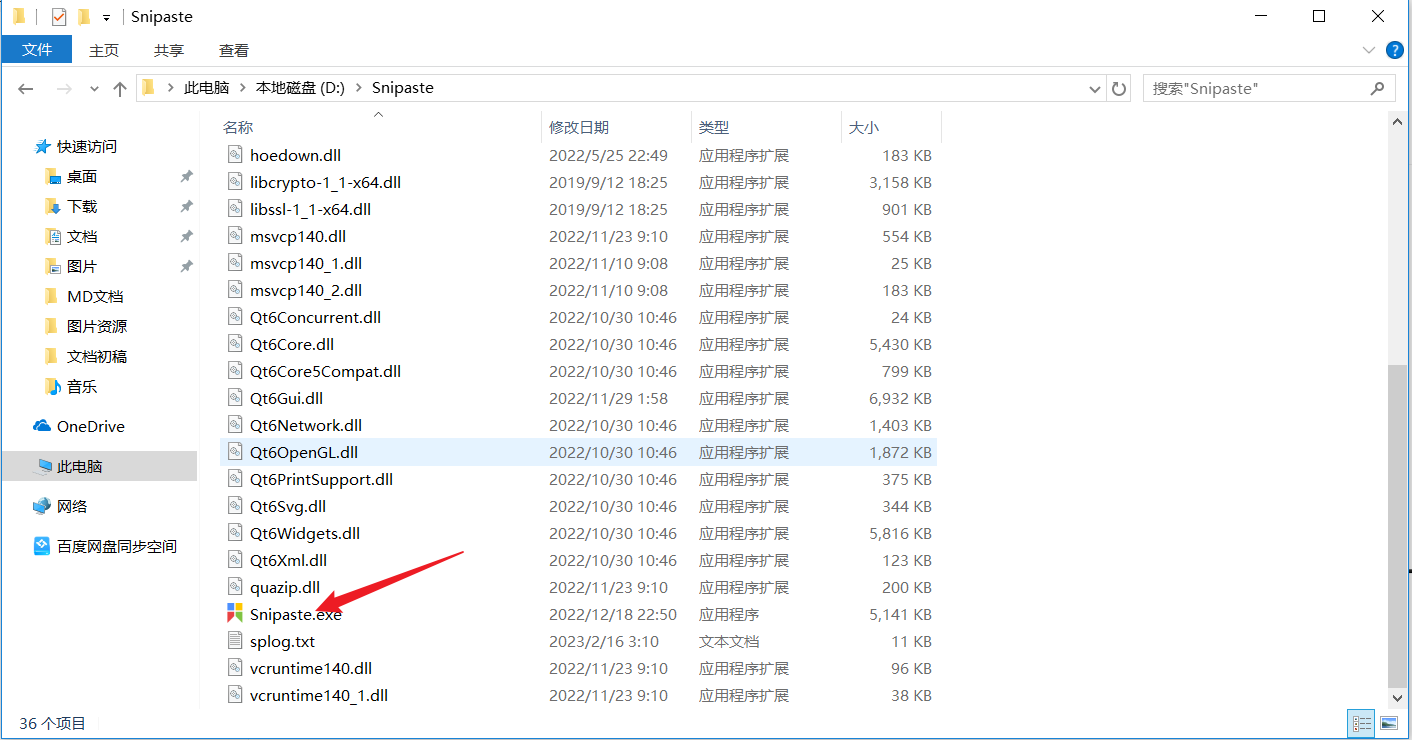 Snipaste
文件 主页 共享 查看
此电脑 本地磁盘 (D:) Snipaste 搜索"Snipaste"
快速访问
桌面
下载
文档
图片
MD文档
图片资源
文档初稿
音乐
OneDrive
此电脑
网络
百度网盘同步空间
名称 修改日期 类型 大小
hoedown.dll 2022/5/25 22:49 应用程序扩展 183 KB
libcrypto-1_1-x64.dll 2019/9/12 18:25 应用程序扩展 3,158 KB
libssl-1_1-x64.dll 2019/9/12 18:25 应用程序扩展 901 KB
msvcp140.dll 2022/11/23 9:10 应用程序扩展 554 KB
msvcp140_1.dll 2022/11/10 9:08 应用程序扩展 25 KB
msvcp140_2.dll 2022/11/10 9:08 应用程序扩展 183 KB
Qt6Concurrent.dll 2022/10/30 10:46 应用程序扩展 24 KB
Qt6Core.dll 2022/10/30 10:46 应用程序扩展 5,430 KB
Qt6Core5Compat.dll 2022/10/30 10:46 应用程序扩展 799 KB
Qt6Gui.dll 2022/11/29 1:58 应用程序扩展 6,932 KB
Qt6Network.dll 2022/10/30 10:46 应用程序扩展 1,403 KB
Qt6OpenGL.dll 2022/10/30 10:46 应用程序扩展 1,872 KB
Qt6PrintSupport.dll 2022/10/30 10:46 应用程序扩展 375 KB
Qt6Svg.dll 2022/10/30 10:46 应用程序扩展 344 KB
Qt6Widgets.dll 2022/10/30 10:46 应用程序扩展 5,816 KB
Qt6Xml.dll 2022/10/30 10:46 应用程序扩展 123 KB
quazip.dll 2022/11/23 9:10 应用程序扩展 200 KB
Snipaste.exe 2022/12/18 22:50 应用程序 5,141 KB
splog.txt 2023/2/16 3:10 文本文档 11 KB
vcruntime140.dll 2022/11/23 9:10 应用程序扩展 96 KB
vcruntime140_1.dll 2022/11/23 9:10 应用程序扩展 38 KB
36 个项目